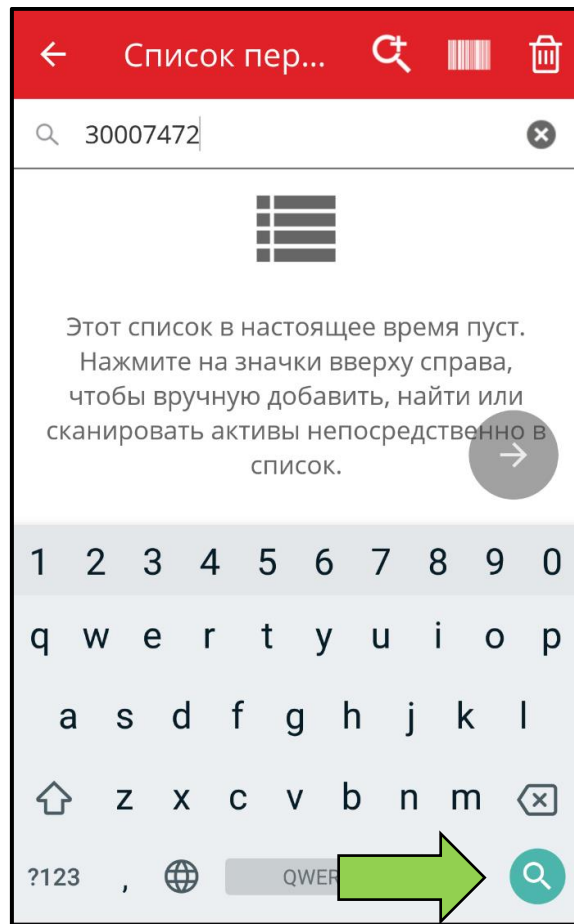 Список пер...
30007472
Этот список в настоящее время пуст.
Нажмите на значки вверху справа,
чтобы вручную добавить, найти или
сканировать активы непосредственно в
список.
1 2 3 4 5 6 7 8 9 0
q w e r t y u i o p
a s d f g h j k l
z x c v b n m
?123 , QWER